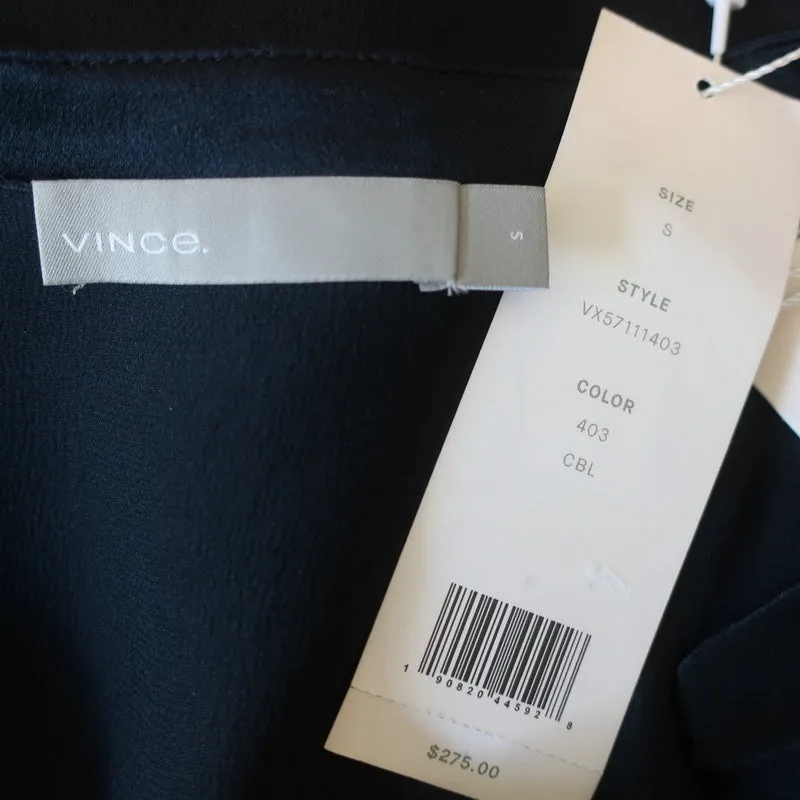 VINCE.
S
SIZE
S
STYLE
VX57111403
COLOR
403
CBL
1 90820 44592 8
$275.00